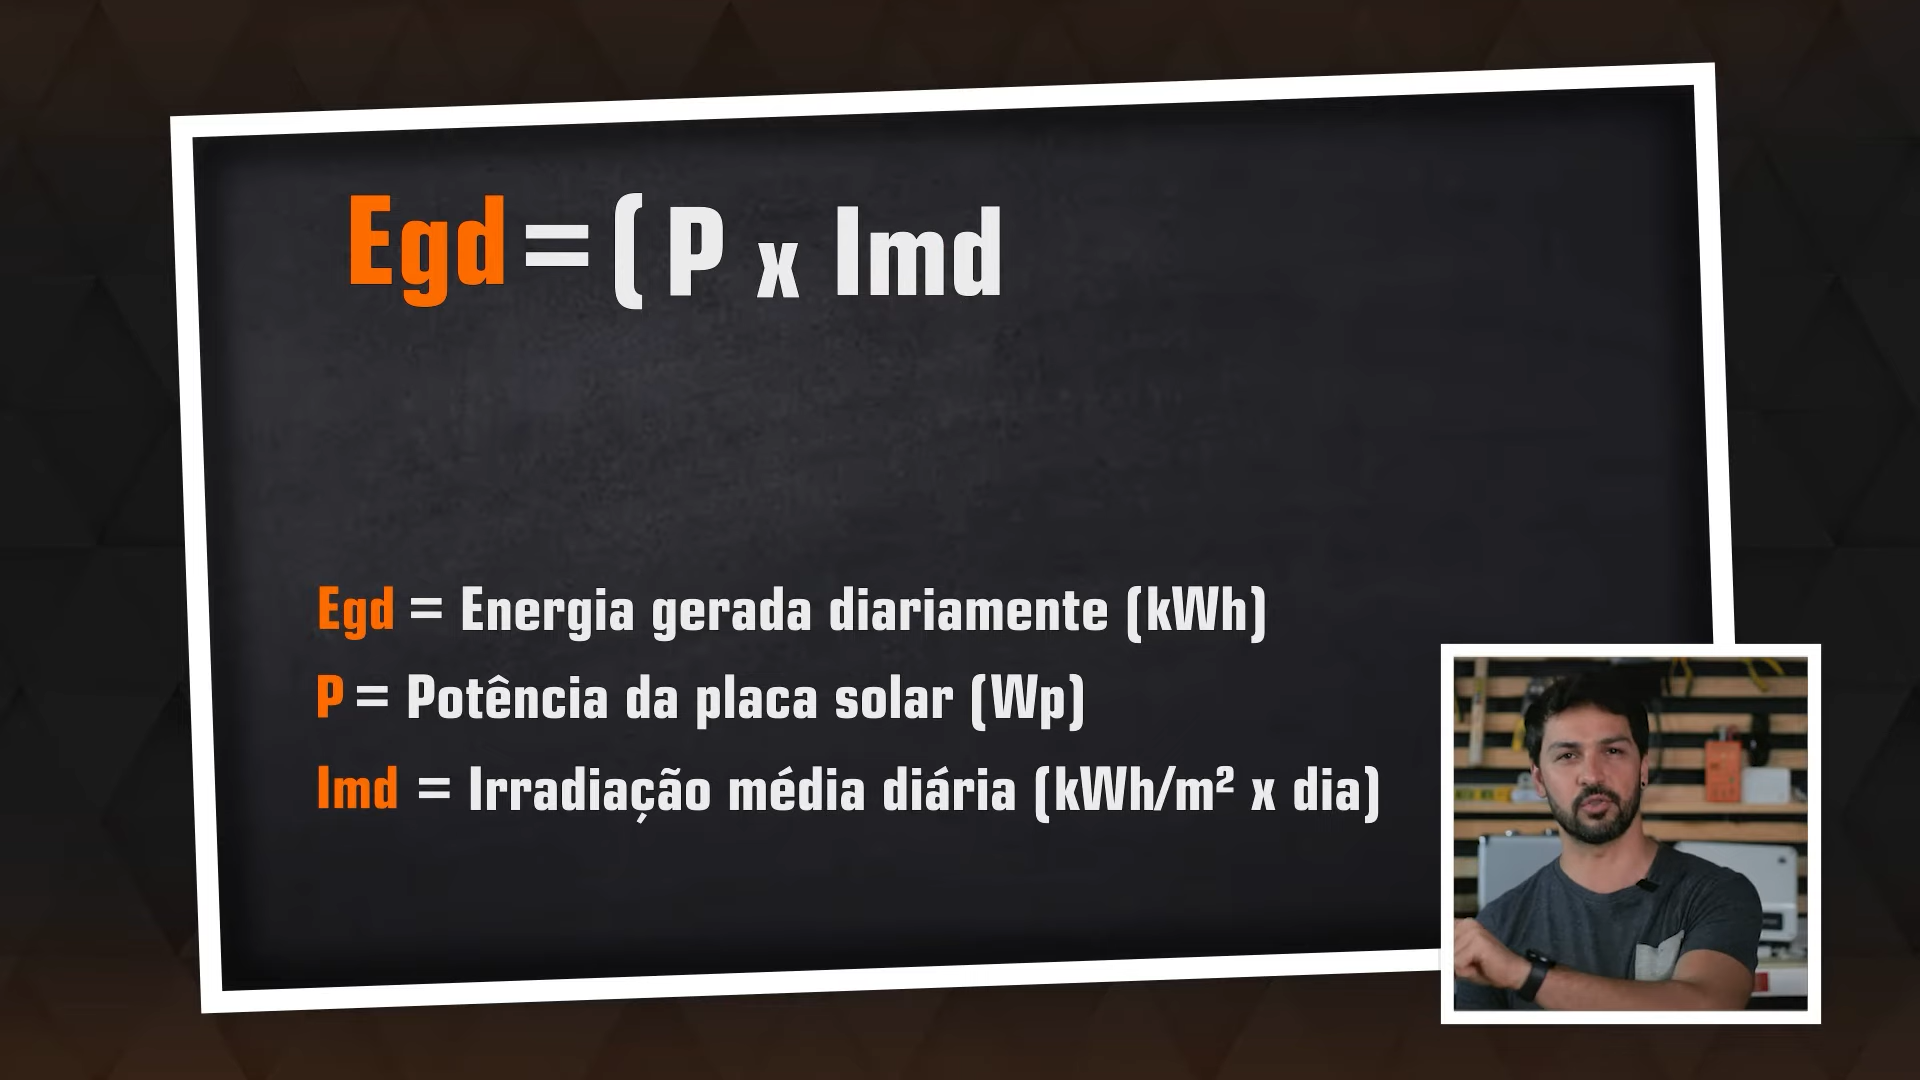 Egd = ( P x Imd
Egd = Energia gerada diariamente (kWh)
P = Potência da placa solar (Wp)
Imd = Irradiação média diária (kWh/m² x dia)